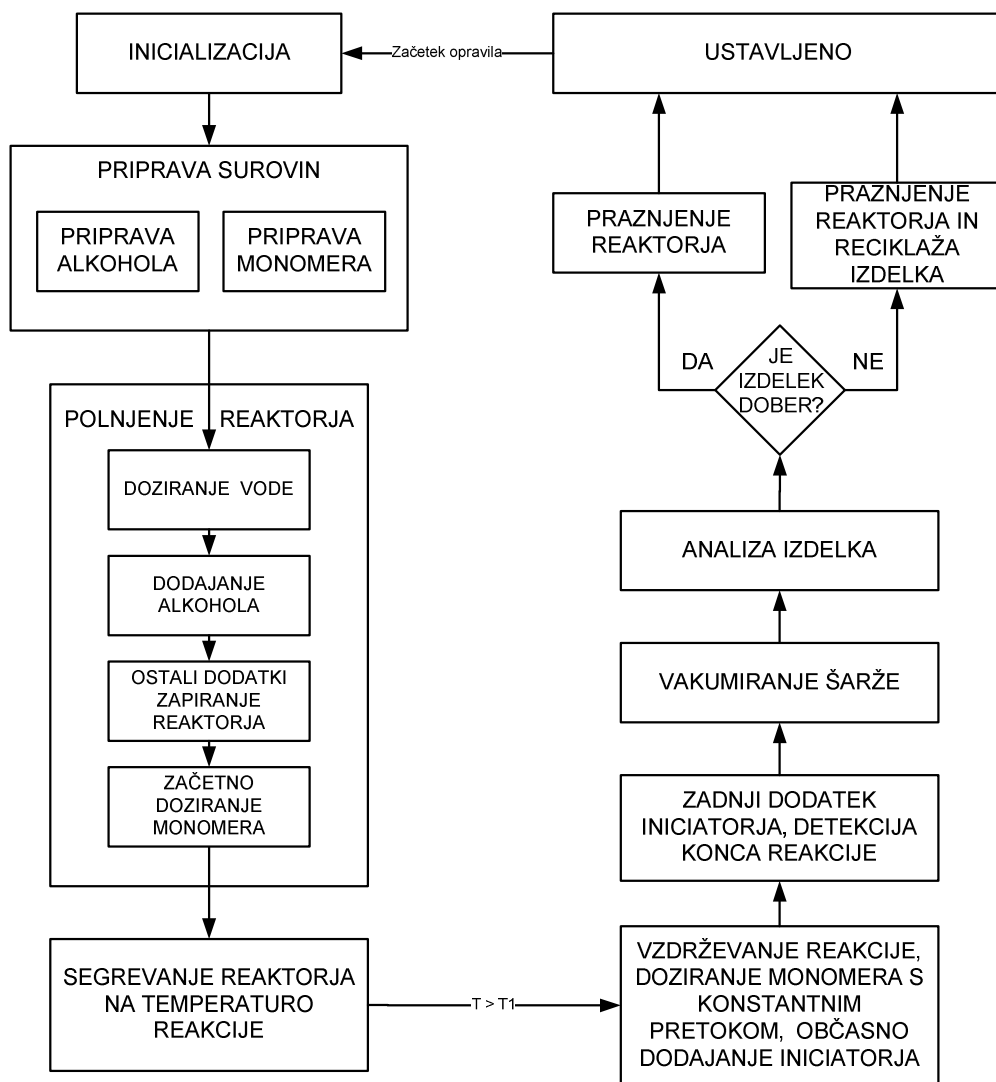 INICIALIZACIJA
Začetek opravila
USTAVLJENO
PRIPRAVA SUROVIN
PRIPRAVA
ALKOHOLA
PRIPRAVA
MONOMERA
POLNJENJE REAKTORJA
DOZIRANJE VODE
DODAJANJE
ALKOHOLA
OSTALI DODATKI
ZAPIRANJE
REAKTORJA
ZAČETNO
DOZIRANJE
MONOMERA
SEGREVANJE REAKTORJA
NA TEMPERATURO
REAKCIJE
T > T1
VZDRŽEVANJE REAKCIJE,
DOZIRANJE MONOMERA S
KONSTANTNIM
PRETOKOM, OBČASNO
DODAJANJE INICIATORJA
ZADNJI DODATEK
INICIATORJA, DETEKCIJA
KONCA REAKCIJE
VAKUMIRANJE ŠARŽE
ANALIZA IZDELKA
JE
IZDELEK
DOBER?
DA
NE
PRAZNJENJE
REAKTORJA
PRAZNJENJE
REAKTORJA IN
RECIKLAŽA
IZDELKA